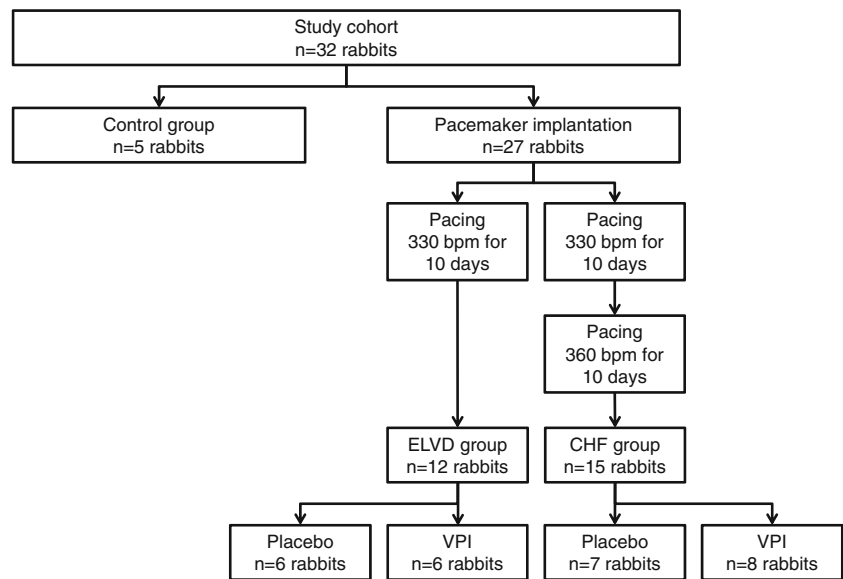 Study cohort
n=32 rabbits
Control group
n=5 rabbits
Pacemaker implantation
n=27 rabbits
Pacing
330 bpm for
10 days
Pacing
330 bpm for
10 days
Pacing
360 bpm for
10 days
ELVD group
n=12 rabbits
CHF group
n=15 rabbits
Placebo
n=6 rabbits
VPI
n=6 rabbits
Placebo
n=7 rabbits
VPI
n=8 rabbits